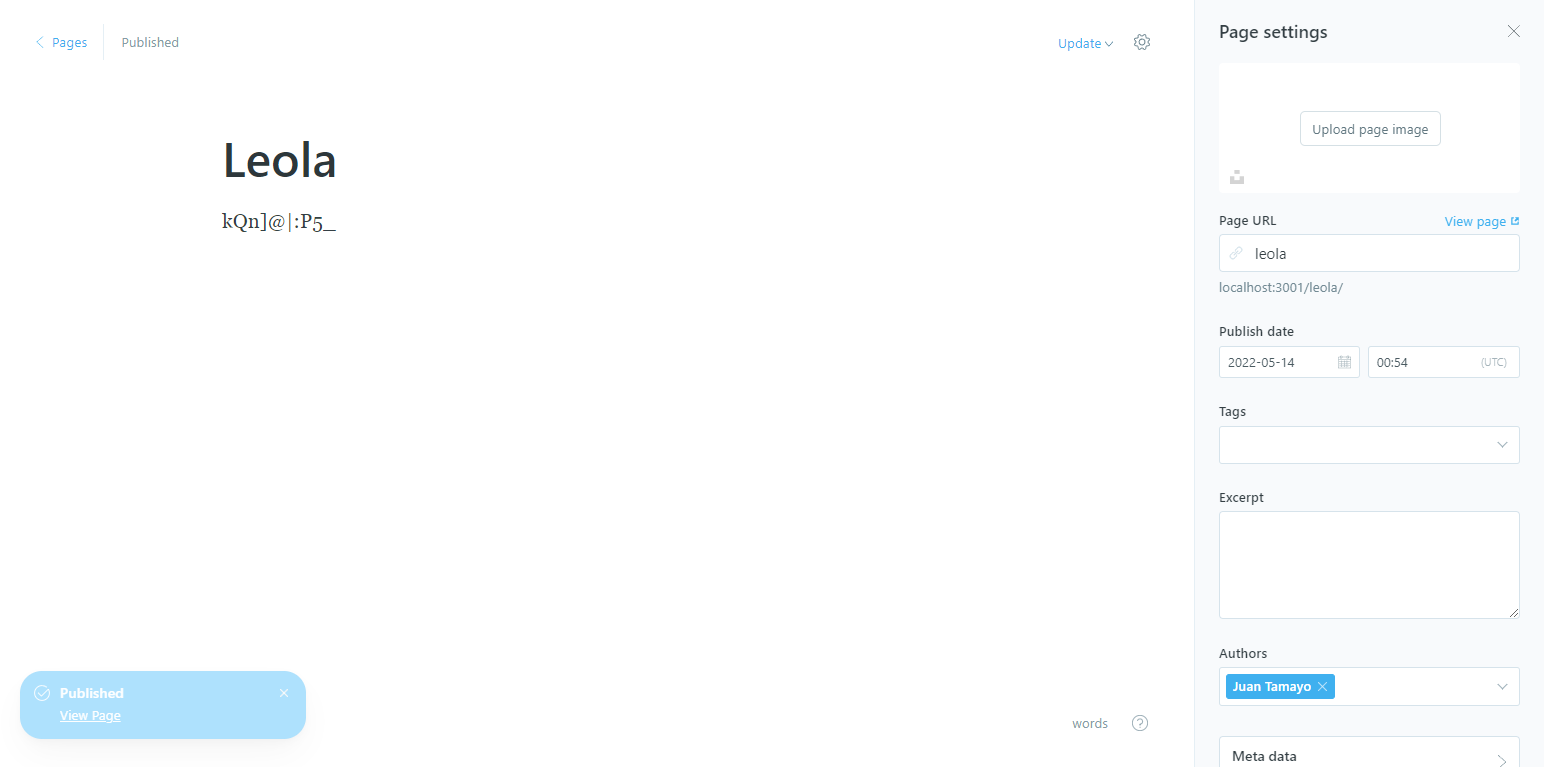 Pages
Published
Update
Leola
kQn]@|:P5_
Published
View Page
words
Page settings
Upload page image
Page URL
View page
leola
localhost:3001/leola/
Publish date
2022-05-14
00:54
(UTC)
Tags
Excerpt
Authors
Juan Tamayo
Meta data